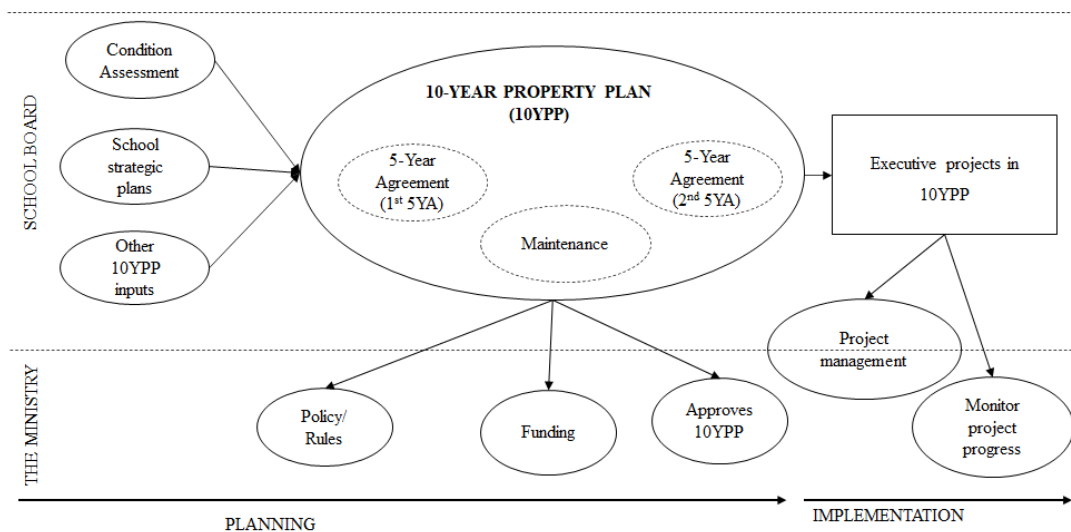 SCHOOL BOARD
Condition
Assessment
School
strategic
plans
Other
10YPP
inputs
10-YEAR PROPERTY PLAN
(10YPP)
5-Year
Agreement
(1st 5YA)
5-Year
Agreement
(2nd 5YA)
Maintenance
Executive projects in
10YPP
THE MINISTRY
Policy/
Rules
Funding
Approves
10YPP
Project
management
Monitor
project
progress
PLANNING
IMPLEMENTATION